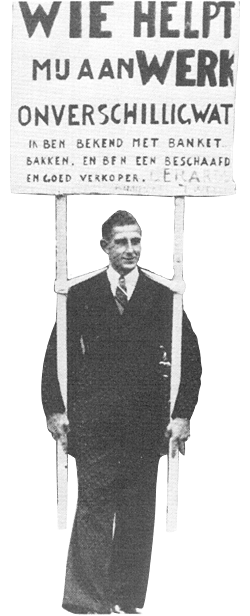 WIE HELPT
MIJ AAN WERK
ONVERSCHILLIG, WAT
IK BEN BEKEND MET BANKET
BAKKEN. EN BEN EEN BESCHAAFD
EN GOED VERKOPER.